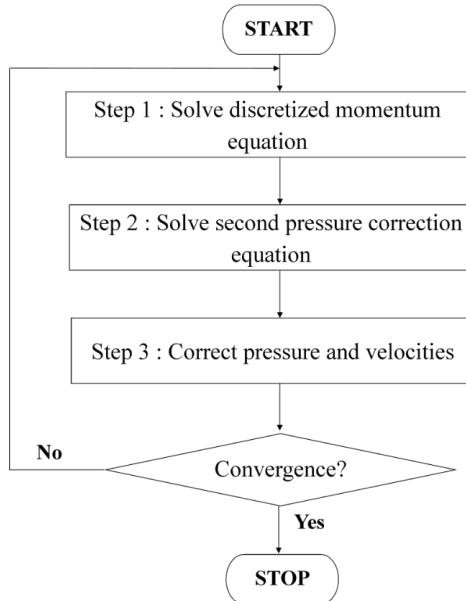 START
Step 1 : Solve discretized momentum
equation
Step 2 : Solve second pressure correction
equation
Step 3 : Correct pressure and velocities
Convergence?
No
Yes
STOP